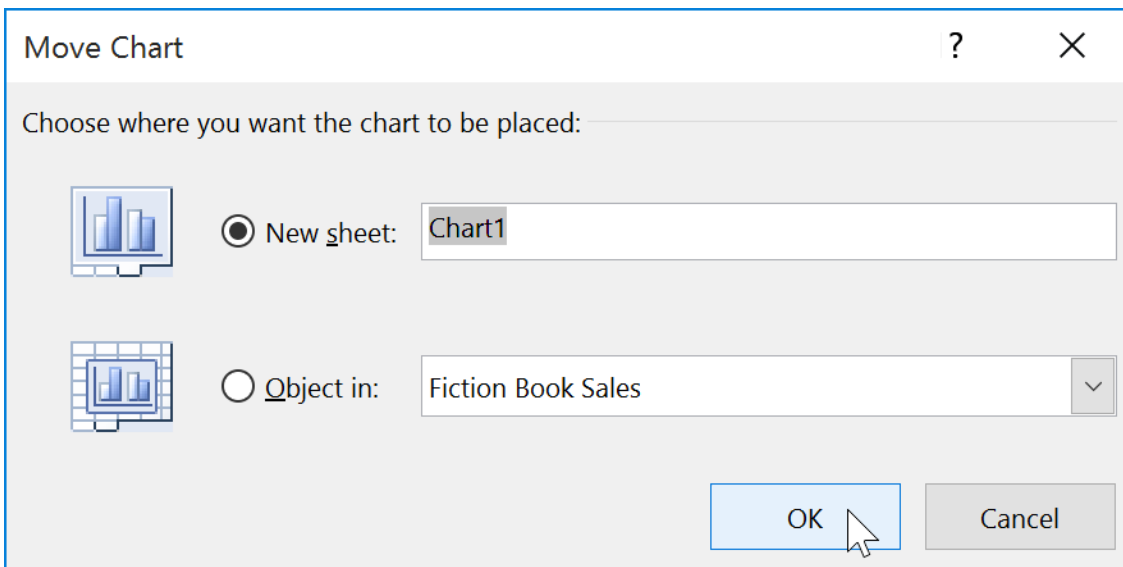 Move Chart ?
Choose where you want the chart to be placed:
New sheet: Chart1
Object in: Fiction Book Sales
OK Cancel